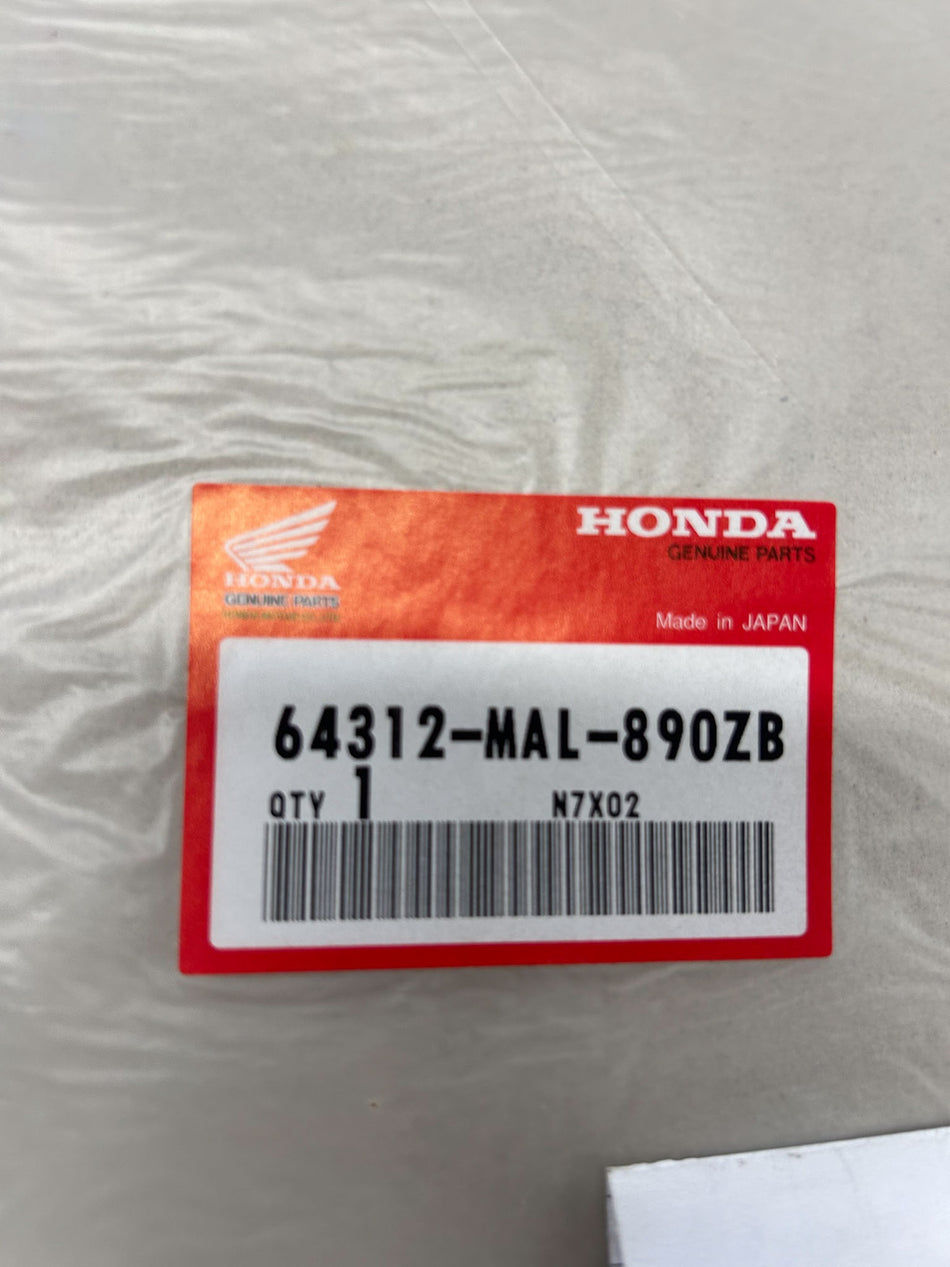 HONDA
GENUINE PARTS
HONDA
GENUINE PARTS
Made in JAPAN
64312-MAL-890ZB
QTY 1 N7X02